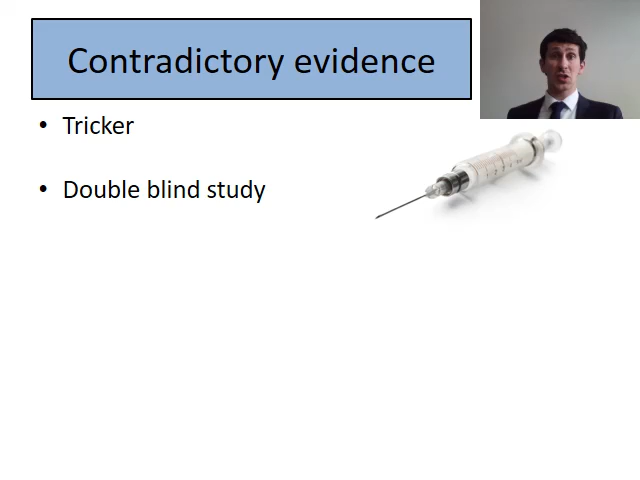 Contradictory evidence
• Tricker
• Double blind study